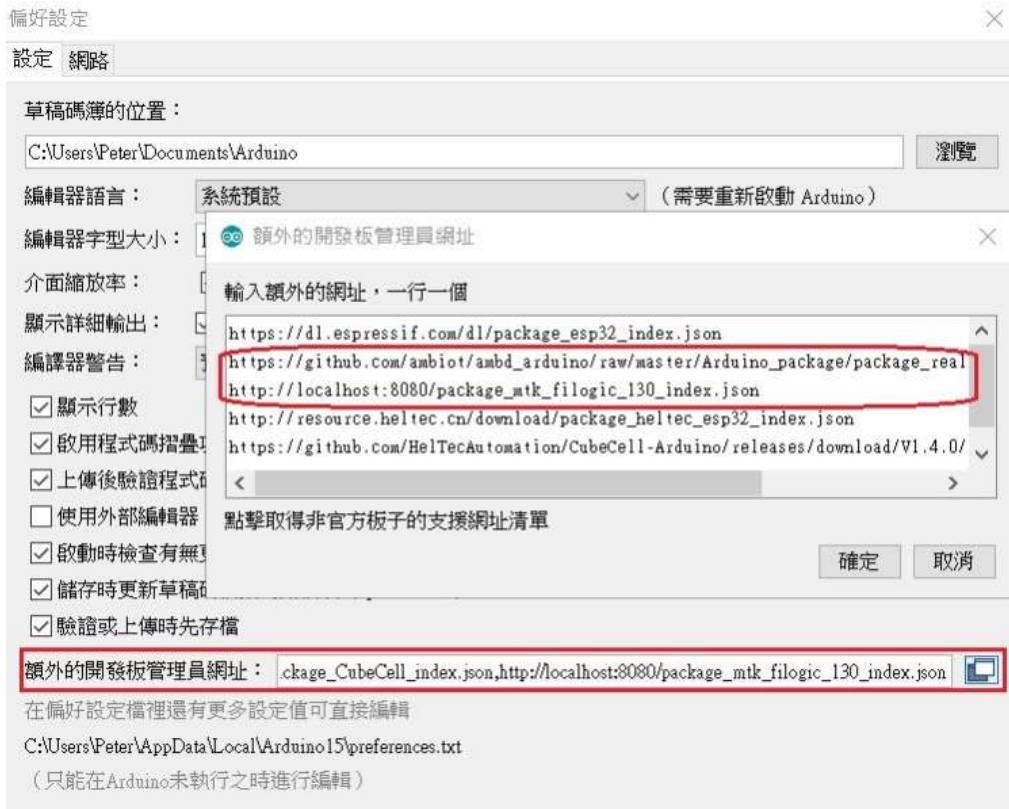 偏好設定
設定 網路
草稿碼簿的位置：
C:\Users\Peter\Documents\Arduino 瀏覽
編輯器語言： 系統預設 （需要重新啟動 Arduino）
編輯器字型大小：
介面縮放率：
顯示詳細輸出：
編譯器警告：
顯示行數
啟用程式碼摺疊
上傳後驗證程式
使用外部編輯器
啟動時檢查有無
儲存時更新草稿
驗證或上傳時先存檔
額外的開發板管理員網址
輸入額外的網址，一行一個
https://dl.espressif.com/dl/package_esp32_index.json
https://github.com/ambiot/ambd_arduino/raw/master/Arduino_package/package_real
http://localhost:8080/package_mtk_filogic_130_index.json
http://resource.heltec.cn/download/package_heltec_esp32_index.json
https://github.com/HelTecAutomation/CubeCell-Arduino/releases/download/V1.4.0/
點擊取得非官方板子的支援網址清單
確定 取消
額外的開發板管理員網址： ckage_CubeCell_index.json,http://localhost:8080/package_mtk_filogic_130_index.json
在偏好設定檔裡還有更多設定值可直接編輯
C:\Users\Peter\AppData\Local\Arduino15\preferences.txt
（只能在Arduino未執行之時進行編輯）